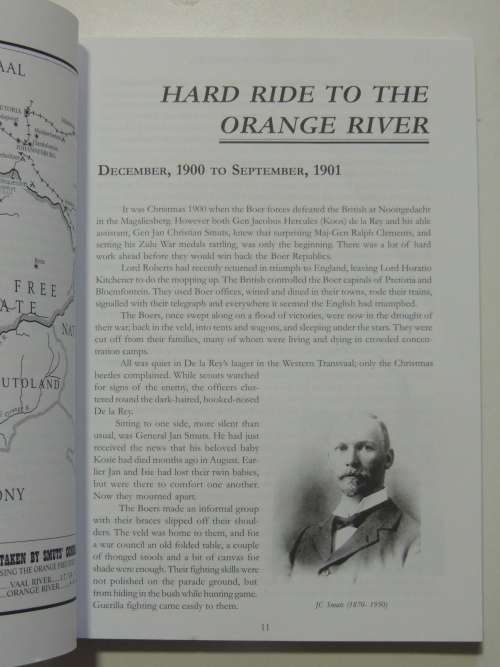 AAL
FREE
ATE
NAT
UTOLAND
ONY
TAKEN BY SMUTS'
SING THE ORANGE FREE
VAAL RIVER
ORANGE RIVER
HARD RIDE TO THE
ORANGE RIVER
DECEMBER, 1900 TO SEPTEMBER, 1901
It was Christmas 1900 when the Boer forces defeated the British at Nooitgedacht
in the Magaliesberg. However both Gen Jacobus Hercules (Koos) de la Rey and his able
assistant, Gen Jan Christian Smuts, knew that surprising Maj-Gen Ralph Clements, and
setting his Zulu War medals rattling, was only the beginning. There was a lot of hard
work ahead before they would win back the Boer Republics.
Lord Roberts had recently returned in triumph to England, leaving Lord Horatio
Kitchener to do the mopping up. The British controlled the Boer capitals of Pretoria and
Bloemfontein. They used Boer offices, wined and dined in their towns, rode their trains,
signalled with their telegraph and everywhere it seemed the English had triumphed.
The Boers, once swept along on a flood of victories, were now in the drought of
their war; back in the veld, into tents and wagons, and sleeping under the stars. They were
cut off from their families, many of whom were living and dying in crowded concen-
tration camps.
All was quiet in De la Rey's laager in the Western Transvaal; only the Christmas
beetles complained. While scouts watched
for signs of the enemy, the officers clus-
tered round the dark-haired, hooked-nosed
De la Rey.
Sitting to one side, more silent than
usual, was General Jan Smuts. He had just
received the news that his beloved baby
Kosie had died months ago in August. Ear-
lier Jan and Isie had lost their twin babies,
but were there to comfort one another.
Now they mourned apart.
The Boers made an informal group
with their braces slipped off their shoul-
ders. The veld was home to them, and for
a war council an old folded table, a couple
of thonged stools and a bit of canvas for
shade were enough. Their fighting skills were
not polished on the parade ground, but
from hiding in the bush while hunting game.
Guerilla fighting came easily to them.
JC Smuts (1870- 1950)
11